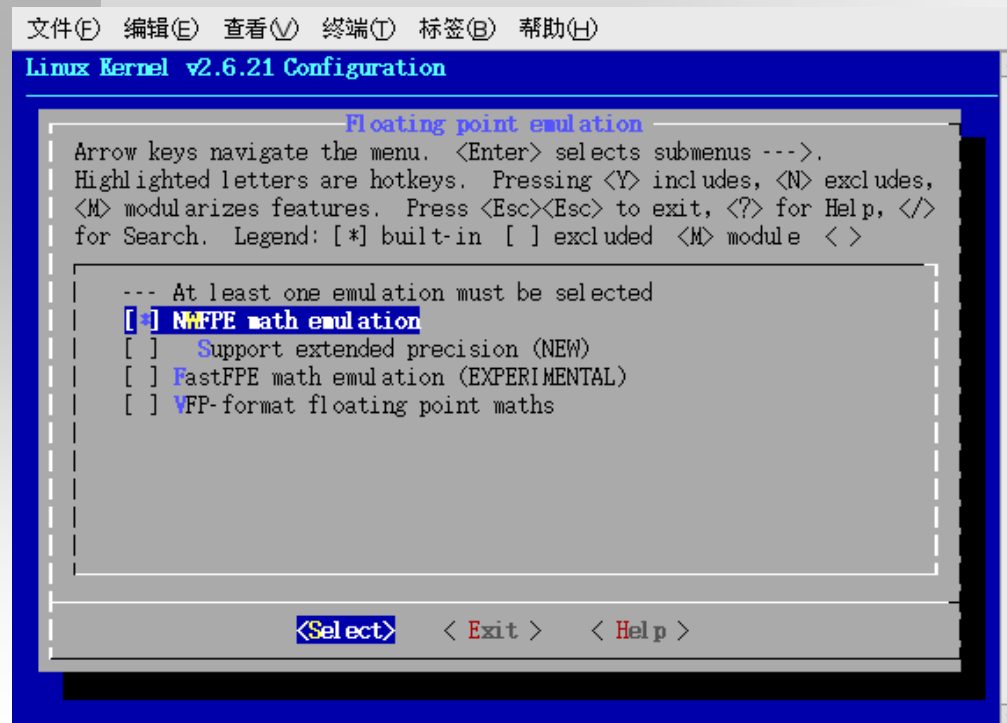 文件(F) 编辑(E) 查看(V) 终端(T) 标签(B) 帮助(H)
Linux Kernel v2.6.21 Configuration
Floating point emulation
Arrow keys navigate the menu. <Enter> selects submenus --->.
Highlighted letters are hotkeys. Pressing <Y> includes, <N> excludes,
<M> modularizes features. Press <Esc><Esc> to exit, <?> for Help, </>
for Search. Legend: [*] built-in [ ] excluded <M> module < >
--- At least one emulation must be selected
[*] NWFPE math emulation
[ ] Support extended precision (NEW)
[ ] FastFPE math emulation (EXPERIMENTAL)
[ ] VFP-format floating point maths
<Select> < Exit > < Help >